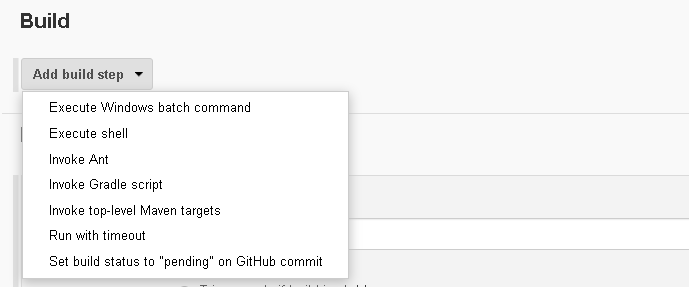 Build
Add build step
Execute Windows batch command
Execute shell
Invoke Ant
Invoke Gradle script
Invoke top-level Maven targets
Run with timeout
Set build status to "pending" on GitHub commit